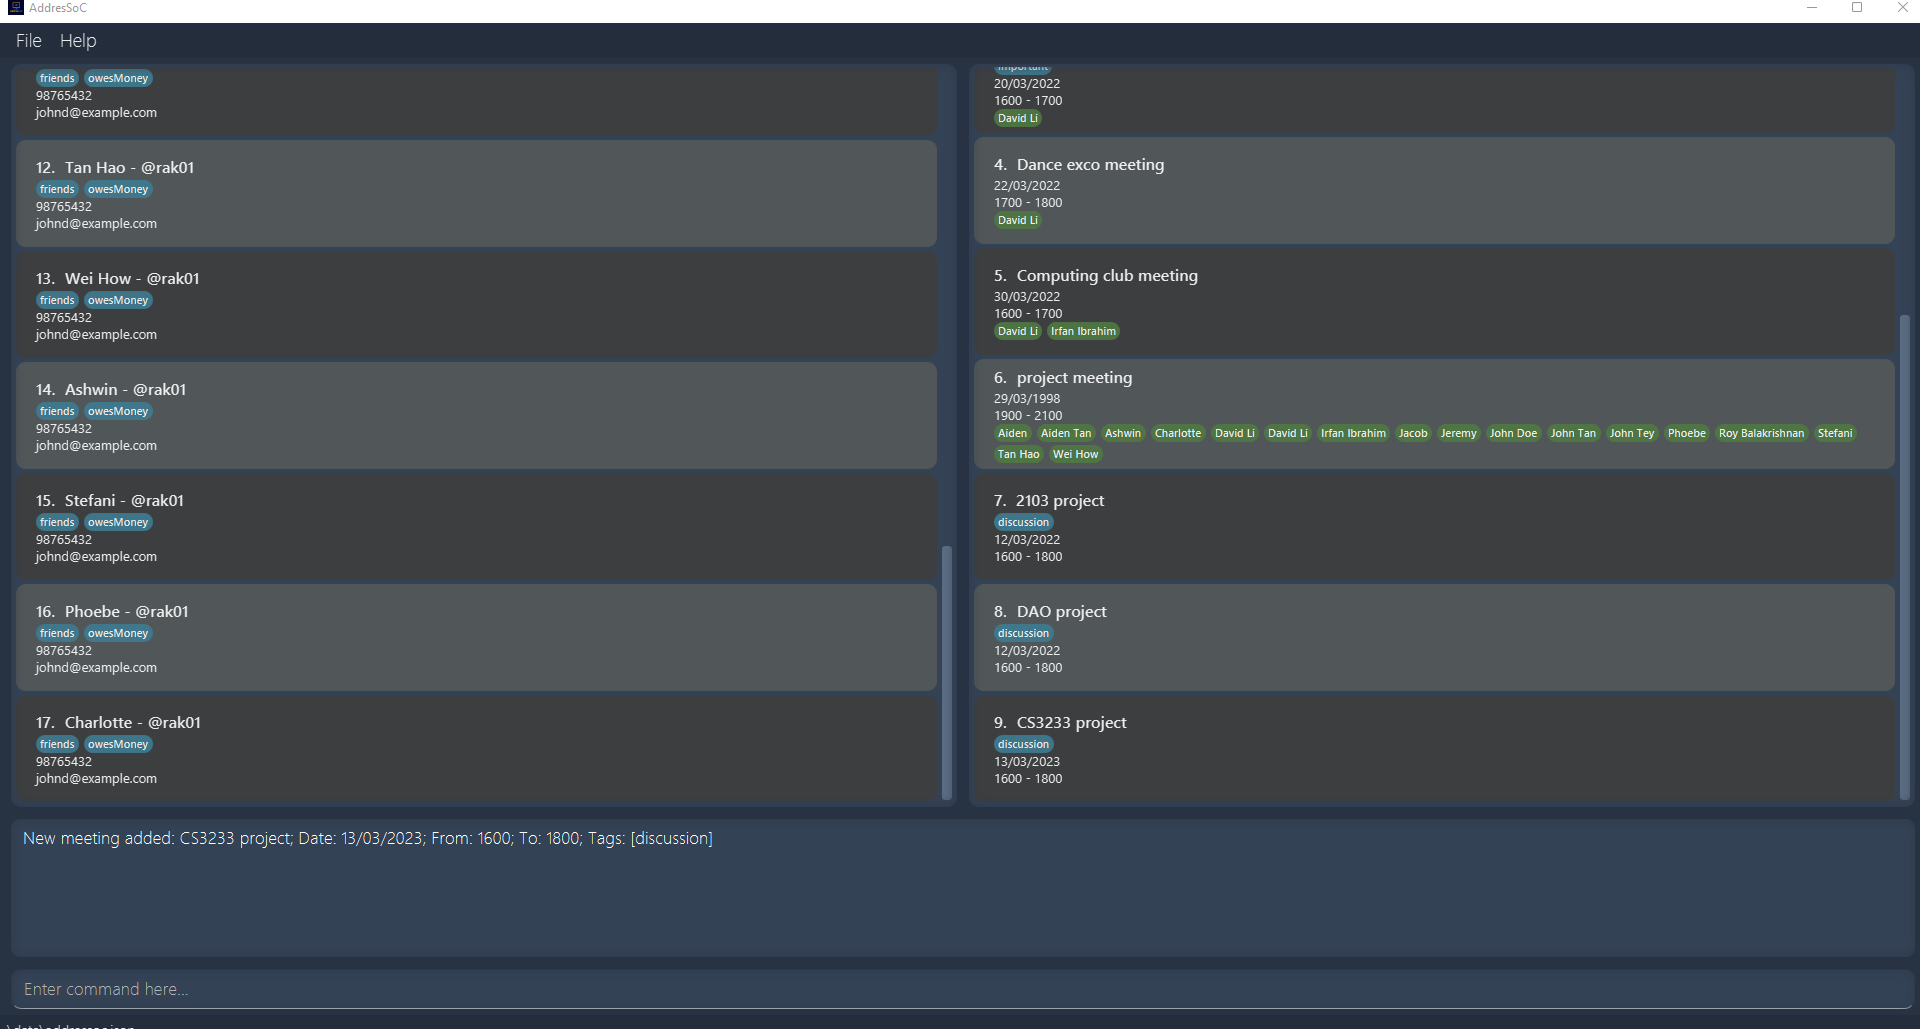 AddresSoC
File Help
friends owesMoney
98765432
johnd@example.com
12. Tan Hao - @rak01
friends owesMoney
98765432
johnd@example.com
13. Wei How - @rak01
friends owesMoney
98765432
johnd@example.com
14. Ashwin - @rak01
friends owesMoney
98765432
johnd@example.com
15. Stefani - @rak01
friends owesMoney
98765432
johnd@example.com
16. Phoebe - @rak01
friends owesMoney
98765432
johnd@example.com
17. Charlotte - @rak01
friends owesMoney
98765432
johnd@example.com
important
20/03/2022
1600 - 1700
David Li
4. Dance exco meeting
22/03/2022
1700 - 1800
David Li
5. Computing club meeting
30/03/2022
1600 - 1700
David Li Irfan Ibrahim
6. project meeting
29/03/1998
1900 - 2100
Aiden Aiden Tan Ashwin Charlotte David Li David Li Irfan Ibrahim Jacob Jeremy John Doe John Tan John Tey Phoebe Roy Balakrishnan Stefani
Tan Hao Wei How
7. 2103 project
discussion
12/03/2022
1600 - 1800
8. DAO project
discussion
12/03/2022
1600 - 1800
9. CS3233 project
discussion
13/03/2023
1600 - 1800
New meeting added: CS3233 project; Date: 13/03/2023; From: 1600; To: 1800; Tags: [discussion]
Enter command here...